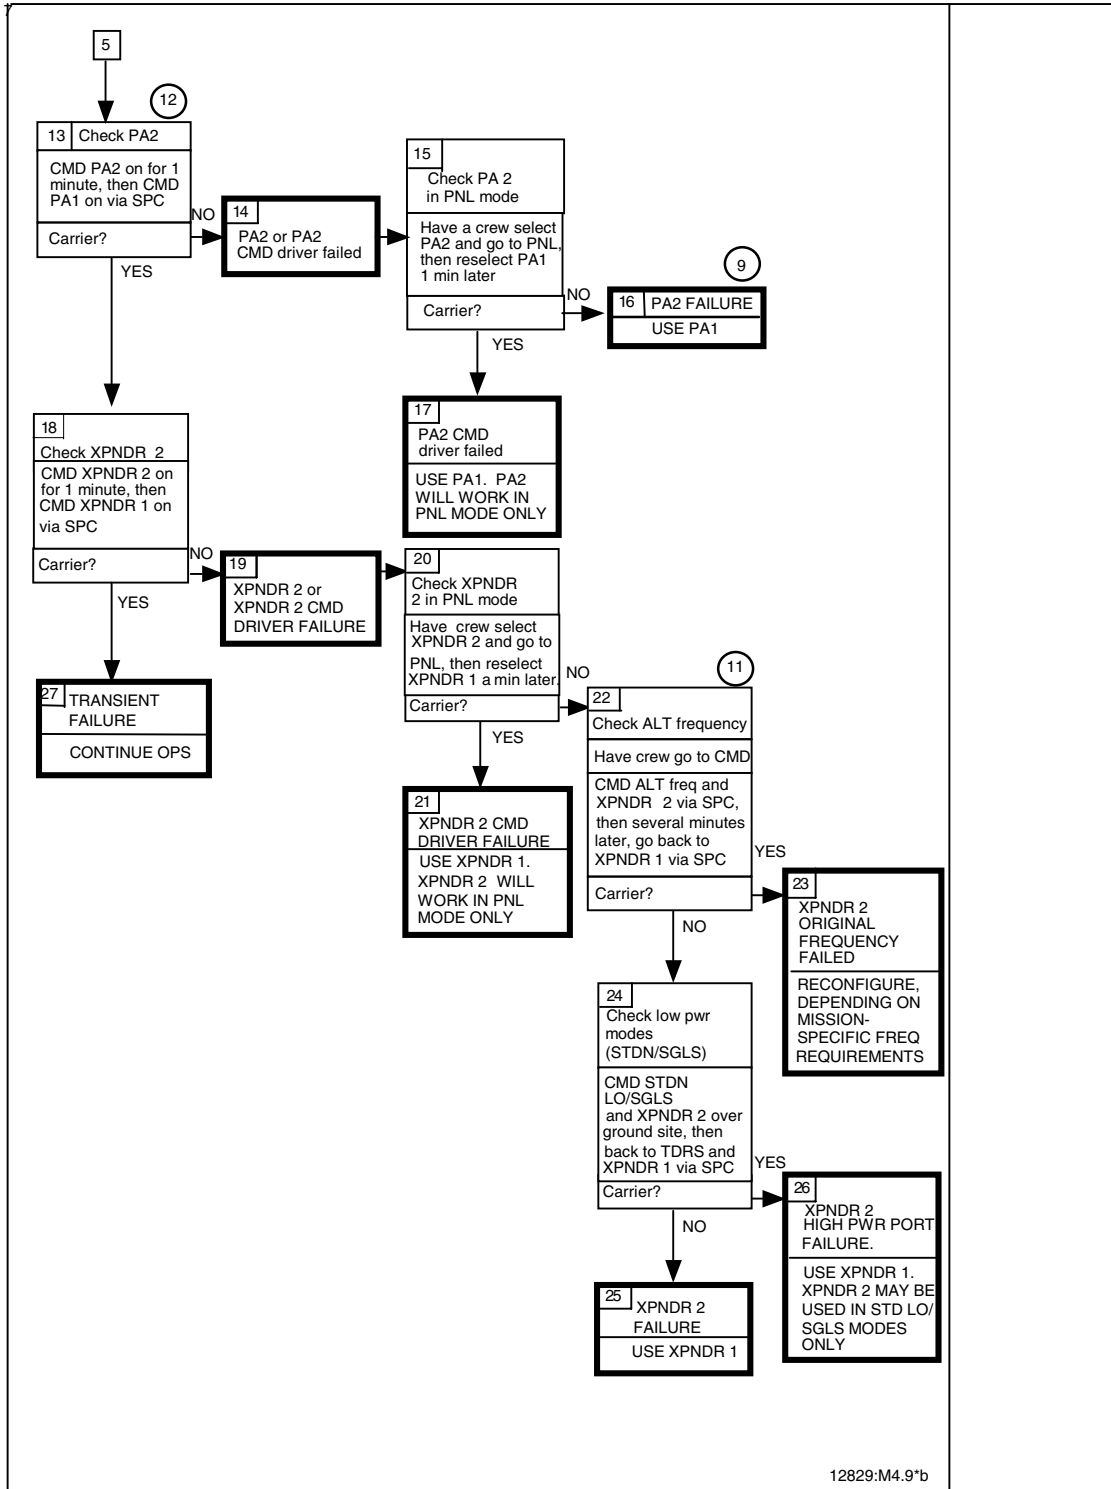 5
12
13 Check PA2
CMD PA2 on for 1
minute, then CMD
PA1 on via SPC
Carrier?
NO
YES
14
PA2 or PA2
CMD driver failed
15
Check PA 2
in PNL mode
Have a crew select
PA2 and go to PNL,
then reselect PA1
1 min later
Carrier?
NO
YES
9
16 PA2 FAILURE
USE PA1
17
PA2 CMD
driver failed
USE PA1. PA2
WILL WORK IN
PNL MODE ONLY
18
Check XPNDR 2
CMD XPNDR 2 on
for 1 minute, then
CMD XPNDR 1 on
via SPC
Carrier?
NO
YES
19
XPNDR 2 or
XPNDR 2 CMD
DRIVER FAILURE
20
Check XPNDR
2 in PNL mode
Have crew select
XPNDR 2 and go to
PNL, then reselect
XPNDR 1 a min later.
Carrier?
NO
YES
27 TRANSIENT
FAILURE
CONTINUE OPS
21
XPNDR 2 CMD
DRIVER FAILURE
USE XPNDR 1.
XPNDR 2 WILL
WORK IN PNL
MODE ONLY
11
22
Check ALT frequency
Have crew go to CMD
CMD ALT freq and
XPNDR 2 via SPC,
then several minutes
later, go back to
XPNDR 1 via SPC
Carrier?
YES
NO
23
XPNDR 2
ORIGINAL
FREQUENCY
FAILED
RECONFIGURE,
DEPENDING ON
MISSION-
SPECIFIC FREQ
REQUIREMENTS
24
Check low pwr
modes
(STDN/SGLS)
CMD STDN
LO/SGLS
and XPNDR 2 over
ground site, then
back to TDRS and
XPNDR 1 via SPC
Carrier?
YES
NO
26
XPNDR 2
HIGH PWR PORT
FAILURE.
USE XPNDR 1.
XPNDR 2 MAY BE
USED IN STD LO/
SGLS MODES
ONLY
25
XPNDR 2
FAILURE
USE XPNDR 1
12829:M4.9*b